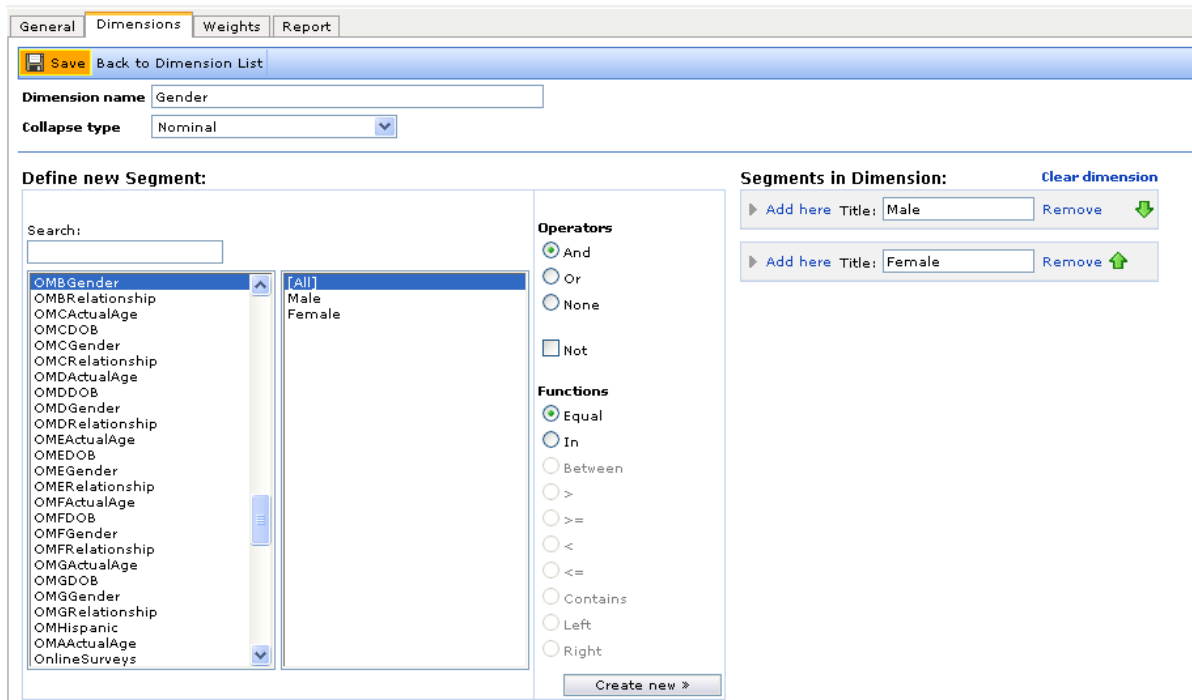 General Dimensions Weights Report
Save Back to Dimension List
Dimension name Gender
Collapse type Nominal
Define new Segment:
Search:
OMBGender
OMBRelationship
OMCActualAge
OMCDOB
OMCGender
OMCRelationship
OMDActualAge
OMDDOB
OMDGender
OMDRelationship
OMEActualAge
OMEDOB
OMEGender
OMERelationship
OMFActualAge
OMFDOB
OMFGender
OMFRelationship
OMGActualAge
OMGDOB
OMGGender
OMGRelationship
OMHispanic
OMAActualAge
OnlineSurveys
[All]
Male
Female
Operators
And
Or
None
Not
Functions
Equal
In
Between
>
>=
<
<=
Contains
Left
Right
Create new »
Segments in Dimension: Clear dimension
Add here Title: Male Remove
Add here Title: Female Remove